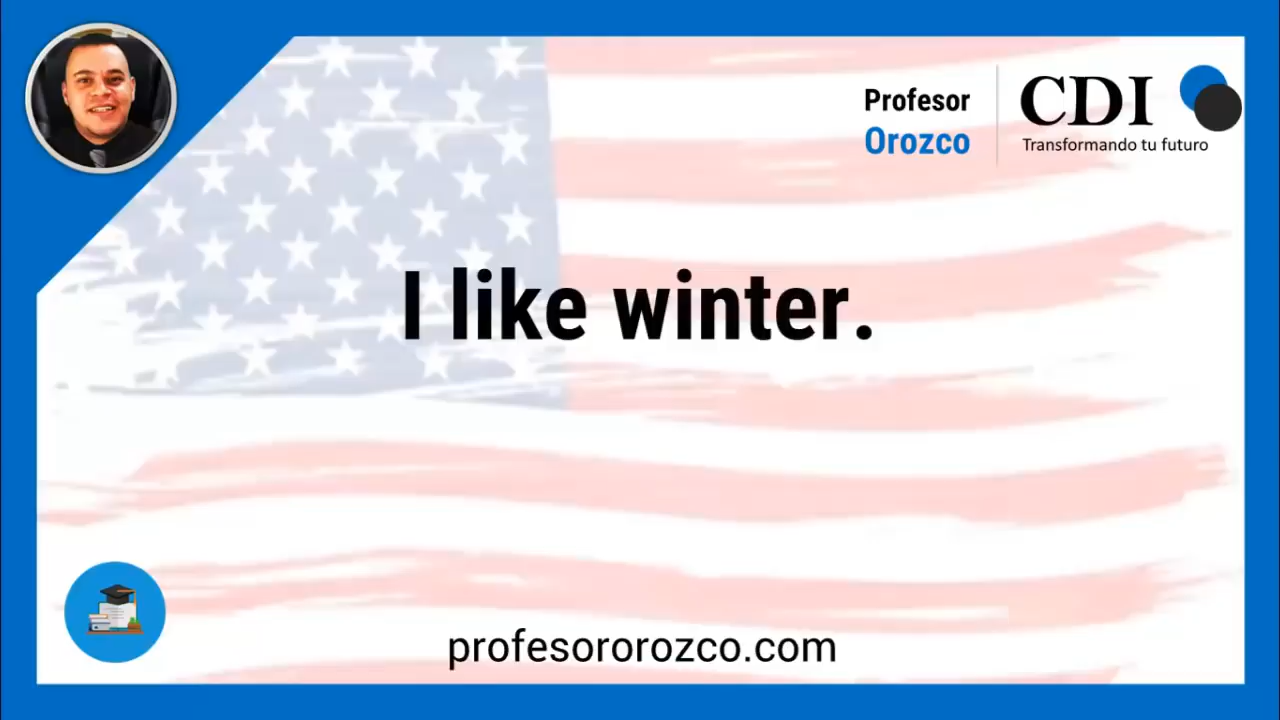 Profesor
Orozco
CDI
Transformando tu futuro
I like winter.
profesororozco.com